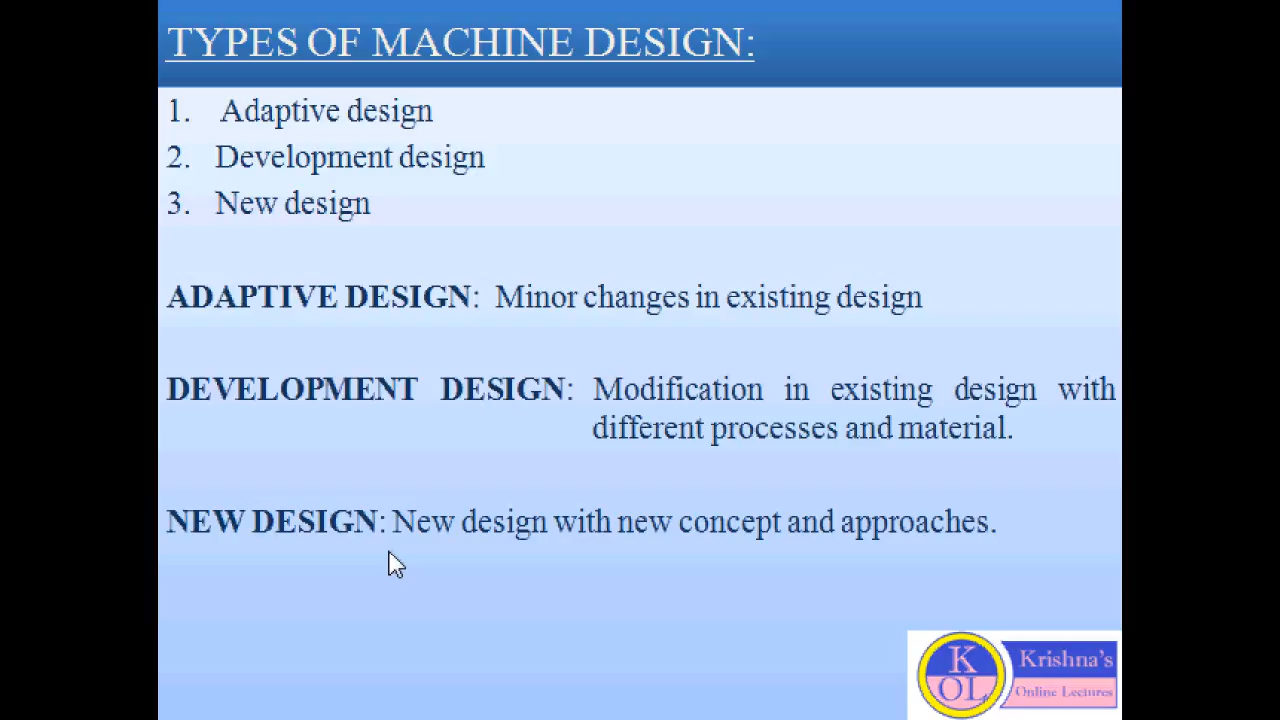 TYPES OF MACHINE DESIGN:
1. Adaptive design
2. Development design
3. New design
ADAPTIVE DESIGN: Minor changes in existing design
DEVELOPMENT DESIGN: Modification in existing design with
different processes and material.
NEW DESIGN: New design with new concept and approaches.
K
OL
Krishna's
Online Lectures